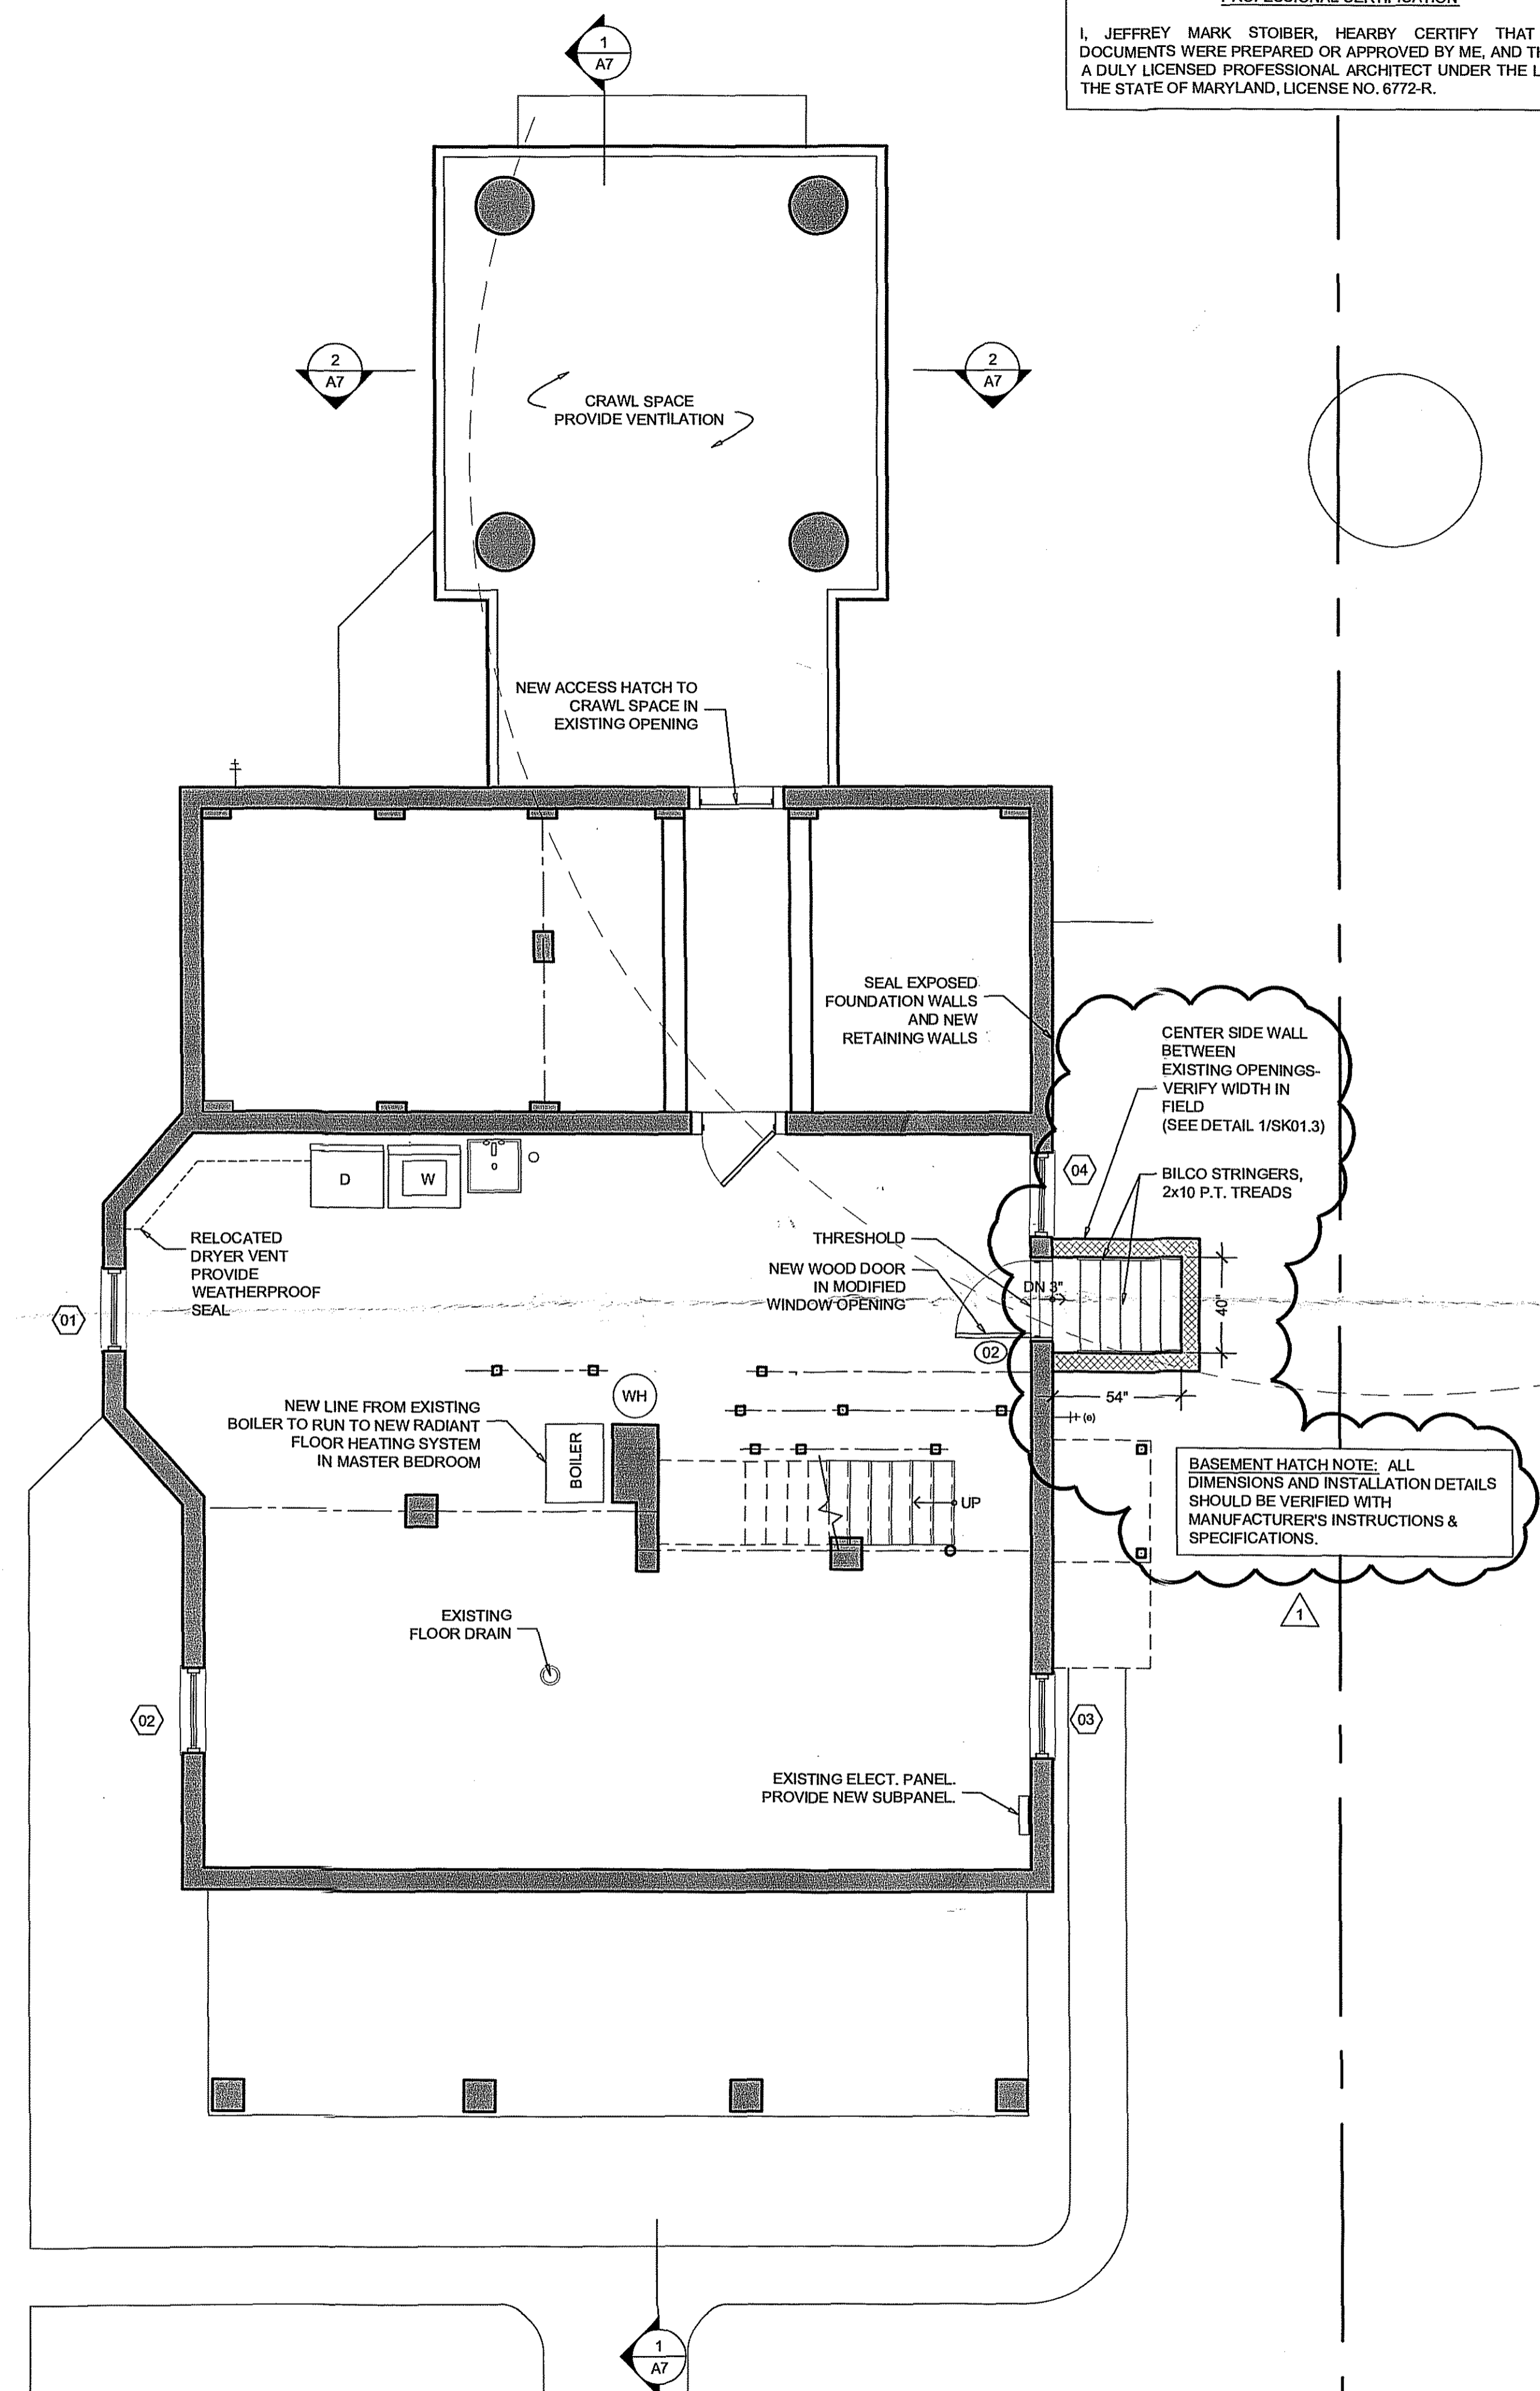 I, JEFFREY MARK STOIBER, HEARBY CERTIFY THAT
DOCUMENTS WERE PREPARED OR APPROVED BY ME, AND
A DULY LICENSED PROFESSIONAL ARCHITECT UNDER THE
THE STATE OF MARYLAND, LICENSE NO. 6772-R.
1
A7
2
A7
2
A7
CRAWL SPACE
PROVIDE VENTILATION
NEW ACCESS HATCH TO
CRAWL SPACE IN
EXISTING OPENING
SEAL EXPOSED
FOUNDATION WALLS
AND NEW
RETAINING WALLS
CENTER SIDE WALL
BETWEEN
EXISTING OPENINGS-
VERIFY WIDTH IN
FIELD
(SEE DETAIL 1/SK01.3)
04
BILCO STRINGERS,
2x10 P.T. TREADS
D
W
RELOCATED
DRYER VENT
PROVIDE
WEATHERPROOF
SEAL
THRESHOLD
NEW WOOD DOOR
IN MODIFIED
WINDOW OPENING
DN 3"
40"
01
02
54"
(e)
WH
NEW LINE FROM EXISTING
BOILER TO RUN TO NEW RADIANT
FLOOR HEATING SYSTEM
IN MASTER BEDROOM
BOILER
UP
BASEMENT HATCH NOTE: ALL
DIMENSIONS AND INSTALLATION DETAILS
SHOULD BE VERIFIED WITH
MANUFACTURER'S INSTRUCTIONS &
SPECIFICATIONS.
1
EXISTING
FLOOR DRAIN
02
03
EXISTING ELECT. PANEL.
PROVIDE NEW SUBPANEL.
1
A7